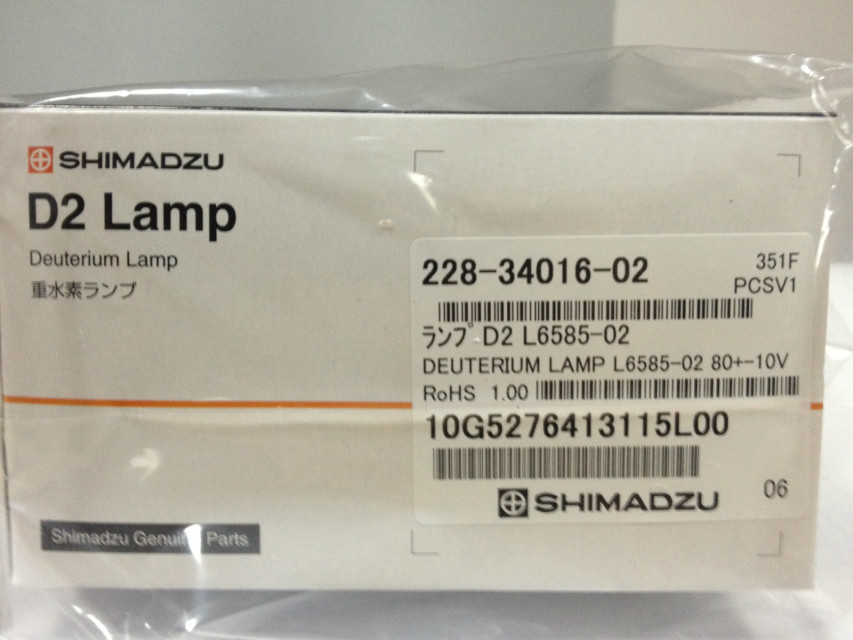 SHIMADZU
D2 Lamp
Deuterium Lamp
重水素ランプ
228-34016-02
351F
PCSV1
ランプ D2 L6585-02
DEUTERIUM LAMP L6585-02 80+-10V
RoHS 1.00
10G5276413115L00
SHIMADZU
06
Shimadzu Genuine Parts